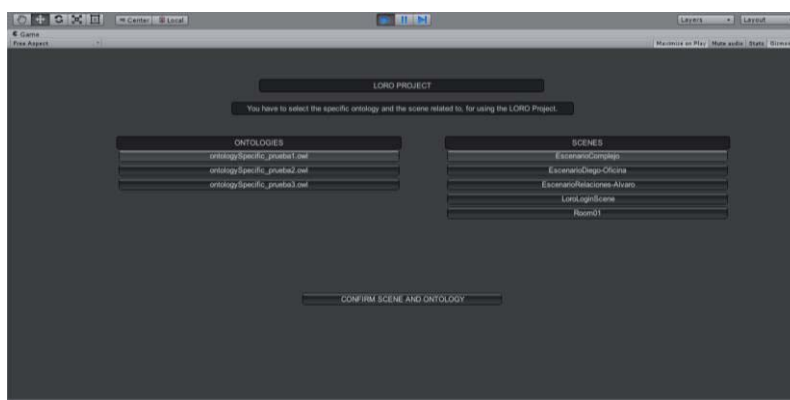 Center Local
Layers Layout
Game
Free Aspect
Maximize on Play Mute audio Stats Gizmos
LORO PROJECT
You have to select the specific ontology and the scene related to, for using the LORO Project.
ONTOLOGIES
ontologySpecific_prueba1.owl
ontologySpecific_prueba2.owl
ontologySpecific_prueba3.owl
SCENES
EscenarioComplejo
EscenarioDiego-Oficina
EscenarioRelaciones-Alvaro
LoroLoginScene
Room01
CONFIRM SCENE AND ONTOLOGY